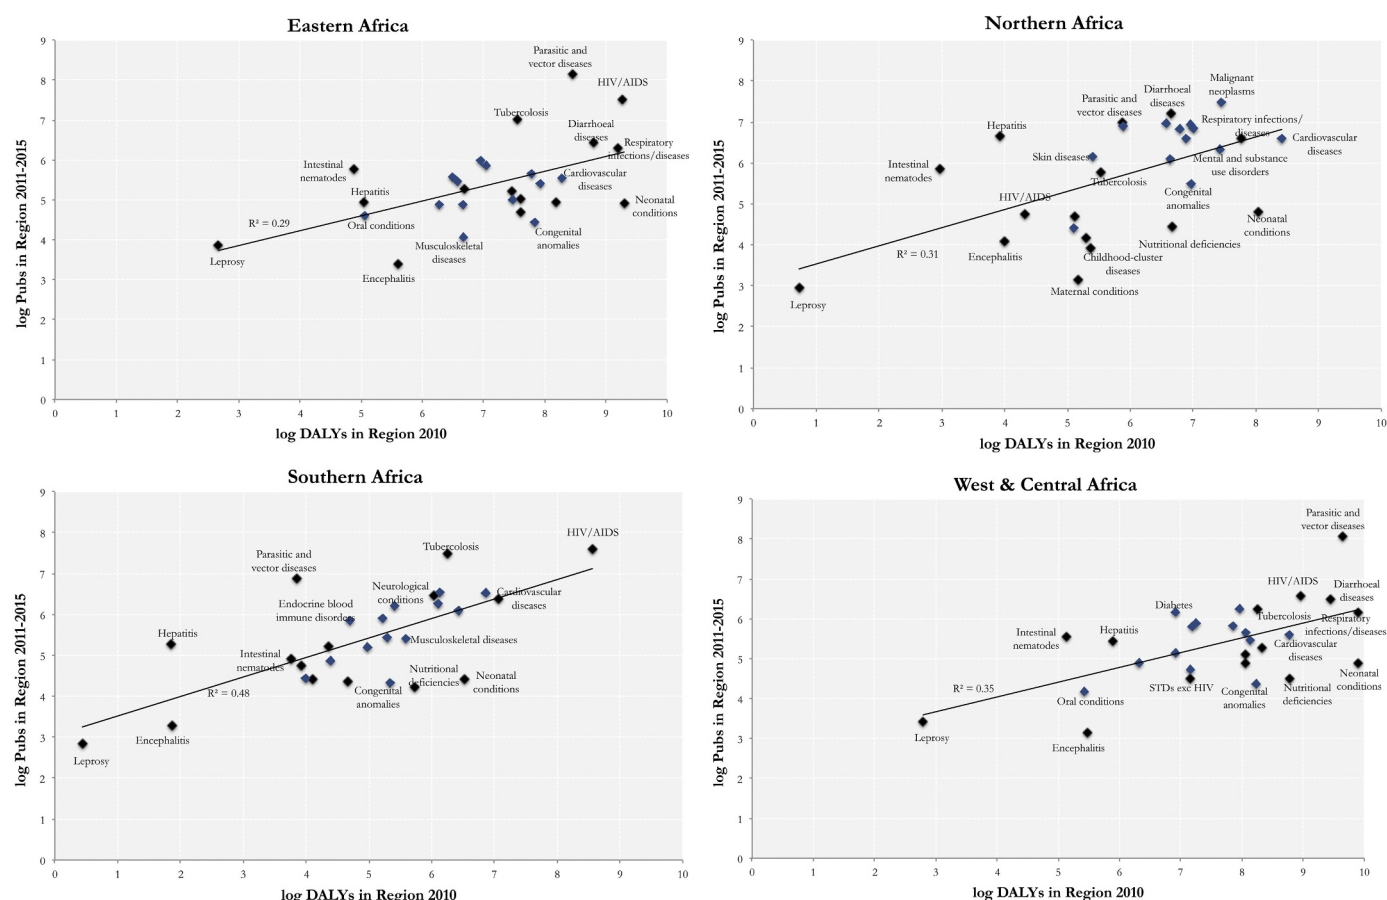 Eastern Africa
9
8
7
6
5
4
3
2
1
0
log Pubs in Region 2011-2015
Parasitic and
vector diseases
HIV/AIDS
Tubercolosis
Diarrhoeal
diseases
Respiratory
infections/diseases
Intestinal
nematodes
Cardiovascular
diseases
Hepatitis
Neonatal
conditions
R² = 0.29
Oral conditions
Congenital
anomalies
Musculoskeletal
diseases
Leprosy
Encephalitis
0 1 2 3 4 5 6 7 8 9 10
log DALYs in Region 2010
Northern Africa
9
8
7
6
5
4
3
2
1
0
log Pubs in Region 2011-2015
Malignant
neoplasms
Diarrhoeal
diseases
Parasitic and
vector diseases
Hepatitis
Respiratory infections/
diseases
Cardiovascular
diseases
Skin diseases
Intestinal
nematodes
Mental and substance
use disorders
Tubercolosis
HIV/AIDS
Congenital
anomalies
Neonatal
conditions
Nutritional deficiencies
R² = 0.31
Encephalitis
Childhood-cluster
diseases
Maternal conditions
Leprosy
0 1 2 3 4 5 6 7 8 9 10
log DALYs in Region 2010
Southern Africa
9
8
7
6
5
4
3
2
1
0
log Pubs in Region 2011-2015
HIV/AIDS
Tubercolosis
Parasitic and
vector diseases
Neurological
conditions
Cardiovascular
diseases
Endocrine blood
immune disorders
Hepatitis
Musculoskeletal diseases
Intestinal
nematodes
Nutritional
deficiencies
Neonatal
conditions
R² = 0.48
Congenital
anomalies
Encephalitis
Leprosy
0 1 2 3 4 5 6 7 8 9 10
log DALYs in Region 2010
West & Central Africa
9
8
7
6
5
4
3
2
1
0
log Pubs in Region 2011-2015
Parasitic and
vector diseases
HIV/AIDS
Diarrhoeal
diseases
Diabetes
Tubercolosis
Respiratory
infections/diseases
Intestinal
nematodes
Hepatitis
Cardiovascular
diseases
Neonatal
conditions
R² = 0.35
STDs exc HIV
Congenital
anomalies
Nutritional
deficiencies
Oral conditions
Leprosy
Encephalitis
0 1 2 3 4 5 6 7 8 9 10
log DALYs in Region 2010